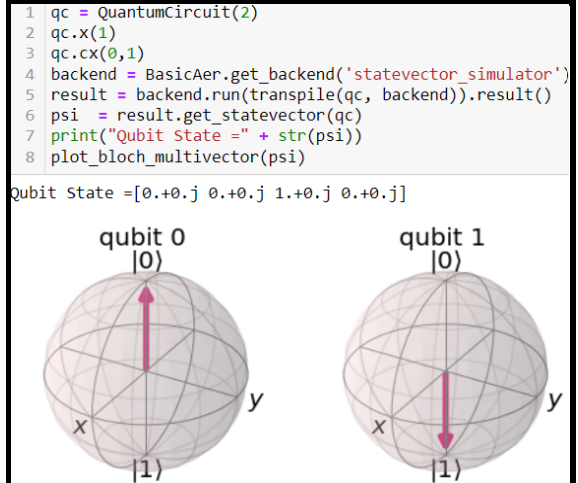 1 qc = QuantumCircuit(2)
2 qc.x(1)
3 qc.cx(0,1)
4 backend = BasicAer.get_backend('statevector_simulator')
5 result = backend.run(transpile(qc, backend)).result()
6 psi  = result.get_statevector(qc)
7 print("Qubit State =" + str(psi))
8 plot_bloch_multivector(psi)
Qubit State =[0.+0.j 0.+0.j 1.+0.j 0.+0.j]
qubit 0 qubit 1
|0⟩ |0⟩
y y
x x
|1⟩ |1⟩